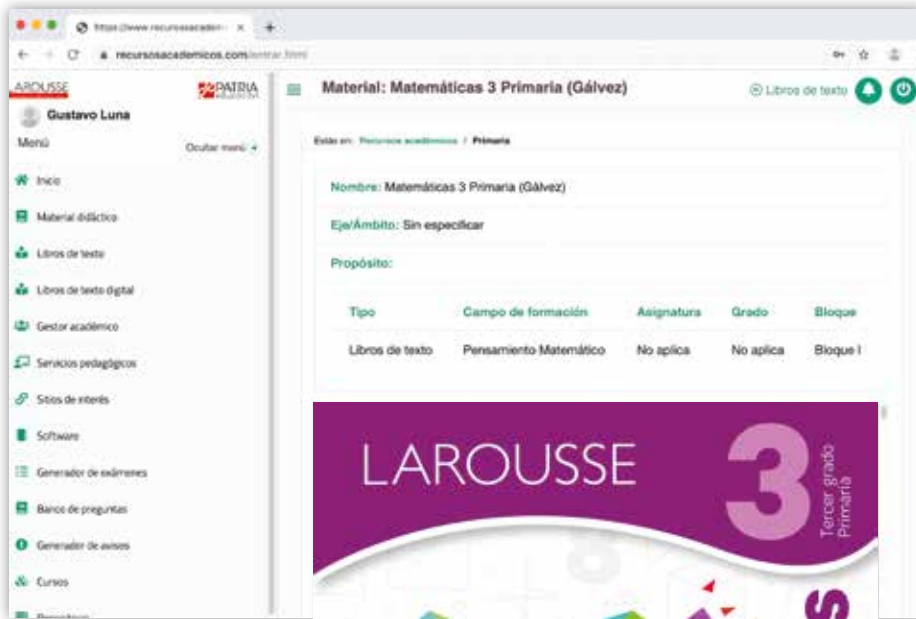 https://www.recursosacadem
recursosacademicos.com/entrar.html
LAROUSSE
PATRIA
Gustavo Luna
Menú
Ocultar menú
Inicio
Material didáctico
Libros de texto
Libros de texto digital
Gestor académico
Servicios pedagógicos
Sitios de interés
Software
Generador de exámenes
Banco de preguntas
Generador de avisos
Cursos
Material: Matemáticas 3 Primaria (Gálvez)
Libros de texto
Estás en: Recursos académicos / Primaria
Nombre: Matemáticas 3 Primaria (Gálvez)
Eje/Ámbito: Sin especificar
Propósito:
Tipo Campo de formación Asignatura Grado Bloque
Libros de texto Pensamiento Matemático No aplica No aplica Bloque I
LAROUSSE
3
Tercer grado
Primaria